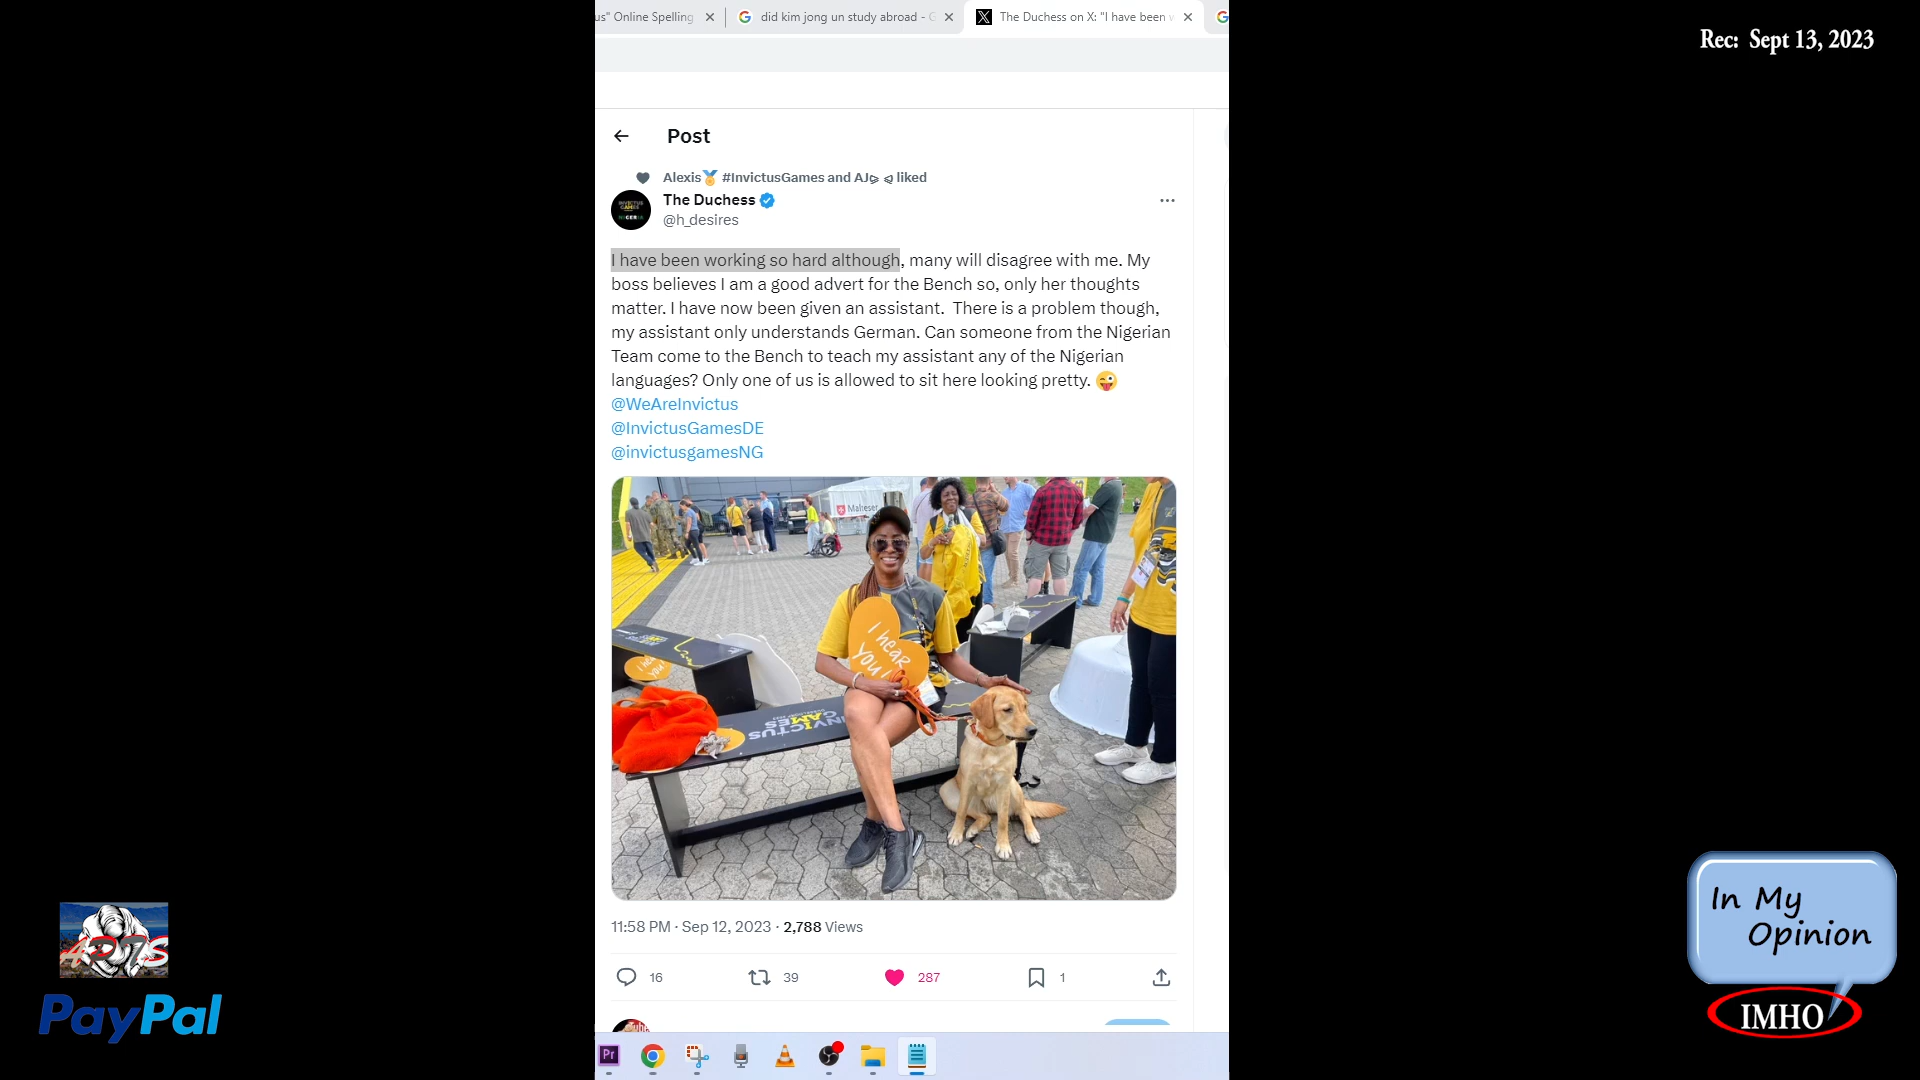 us" Online Spelling
did kim jong un study abroad - G
The Duchess on X: "I have been w
Rec: Sept 13, 2023
Post
Alexis🏅 #InvictusGames and AJ liked
The Duchess
@h_desires
I have been working so hard although, many will disagree with me. My
boss believes I am a good advert for the Bench so, only her thoughts
matter. I have now been given an assistant.  There is a problem though,
my assistant only understands German. Can someone from the Nigerian
Team come to the Bench to teach my assistant any of the Nigerian
languages? Only one of us is allowed to sit here looking pretty. 😜
@WeAreInvictus
@InvictusGamesDE
@invictusgamesNG
Malteser
I hear
YOU!
INVICTUS
GAMES
11:58 PM · Sep 12, 2023 · 2,788 Views
16
39
287
1
Pr
PayPal
In My
Opinion
IMHO